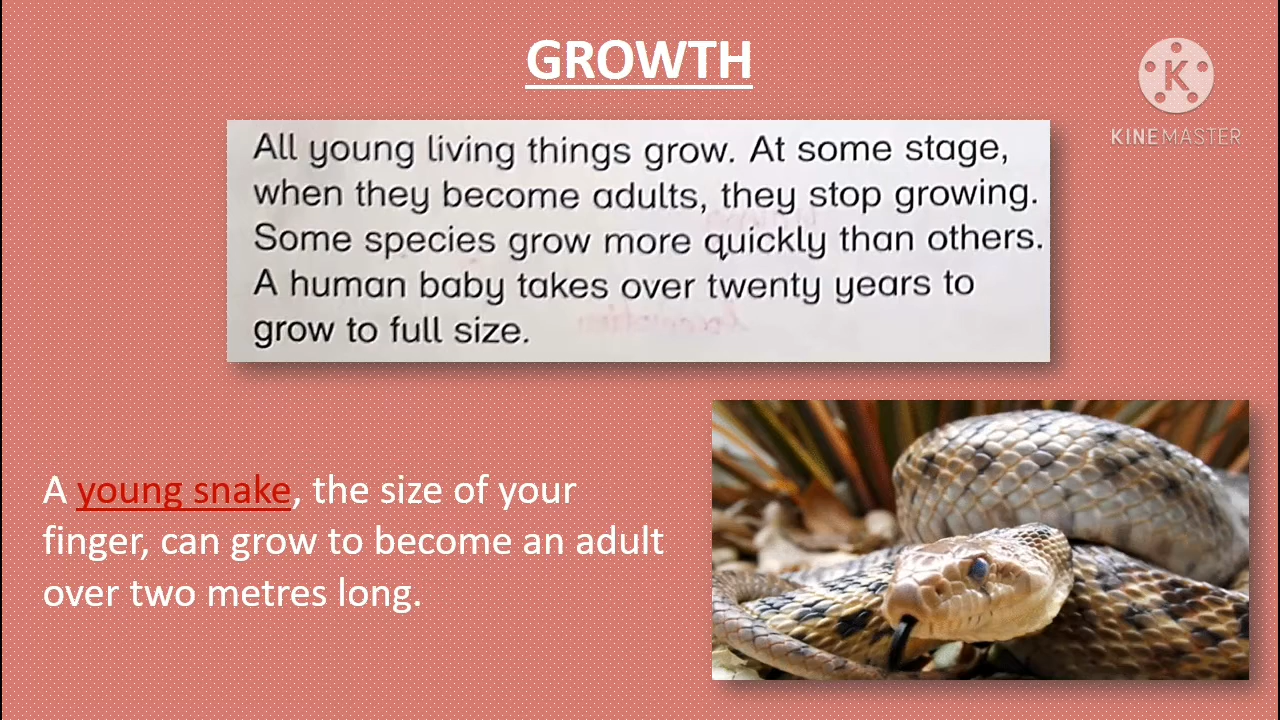 GROWTH
K
KINEMASTER
All young living things grow. At some stage,
when they become adults, they stop growing.
Some species grow more quickly than others.
A human baby takes over twenty years to
grow to full size.
A young snake, the size of your
finger, can grow to become an adult
over two metres long.